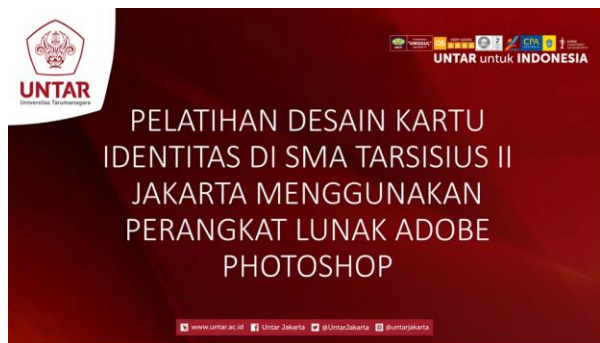 UNTAR
Universitas Tarumanagara
UNTAR untuk INDONESIA
PELATIHAN DESAIN KARTU
IDENTITAS DI SMA TARSISIUS II
JAKARTA MENGGUNAKAN
PERANGKAT LUNAK ADOBE
PHOTOSHOP
www.untar.ac.id Untar Jakarta @UntarJakarta @untarjakarta